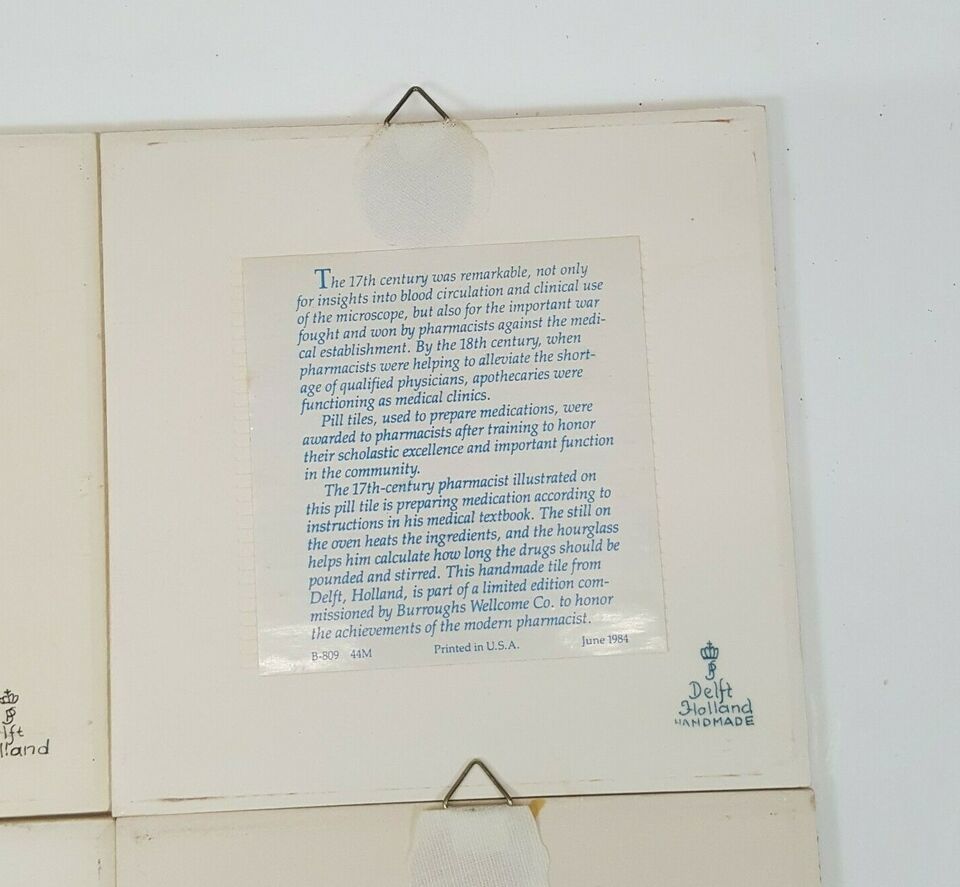 The 17th century was remarkable, not only
for insights into blood circulation and clinical use
of the microscope, but also for the important war
fought and won by pharmacists against the medi-
cal establishment. By the 18th century, when
pharmacists were helping to alleviate the short-
age of qualified physicians, apothecaries were
functioning as medical clinics.
Pill tiles, used to prepare medications, were
awarded to pharmacists after training to honor
their scholastic excellence and important function
in the community.
The 17th-century pharmacist illustrated on
this pill tile is preparing medication according to
instructions in his medical textbook. The still on
the oven heats the ingredients, and the hourglass
helps him calculate how long the drugs should be
pounded and stirred. This handmade tile from
Delft, Holland, is part of a limited edition com-
missioned by Burroughs Wellcome Co. to honor
the achievements of the modern pharmacist.
B-809 44M Printed in U.S.A. June 1984
Delft
Holland
HANDMADE
lft
lland